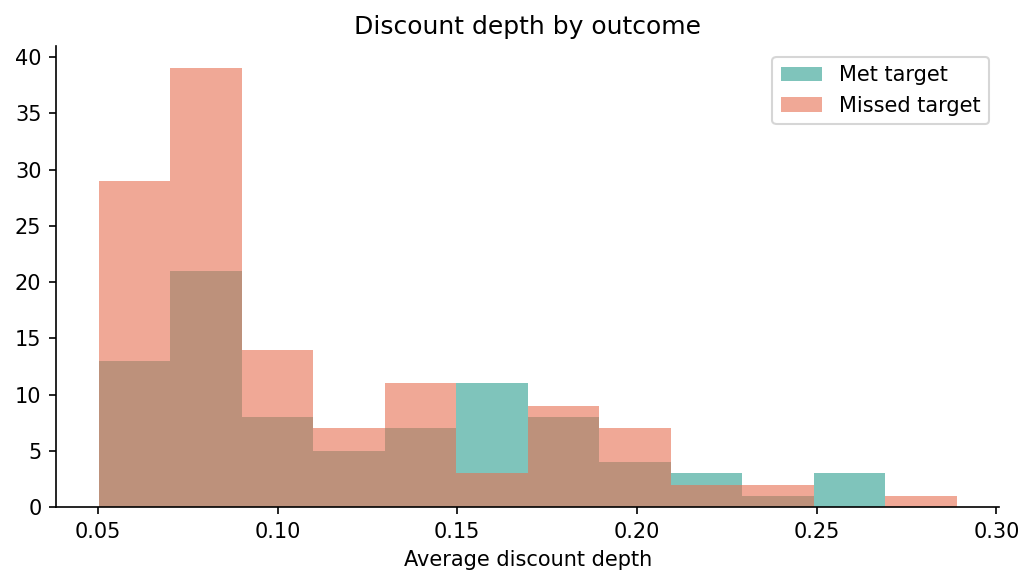 Discount depth by outcome
Met target
Missed target
40
35
30
25
20
15
10
5
0
0.05 0.10 0.15 0.20 0.25 0.30
Average discount depth